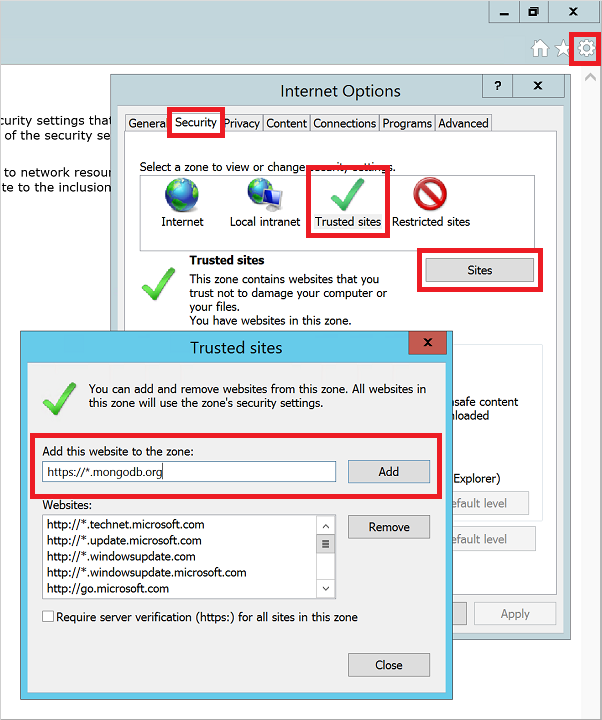 Internet Options
?
X
curity settings that
of the security se
to network resour
te to the inclusion
General Security Privacy Content Connections Programs Advanced
Select a zone to view or change security settings.
Internet Local intranet Trusted sites Restricted sites
Trusted sites
Sites
This zone contains websites that you
trust not to damage your computer or
your files.
You have websites in this zone.
nsafe content
nloaded
Explorer)
efault level
efault level
Apply
Trusted sites
X
You can add and remove websites from this zone. All websites in
this zone will use the zone's security settings.
Add this website to the zone:
https://*.mongodb.org
Add
Websites:
http://*.technet.microsoft.com
http://*.update.microsoft.com
http://*.windowsupdate.com
http://*.windowsupdate.microsoft.com
http://go.microsoft.com
Remove
Require server verification (https:) for all sites in this zone
Close